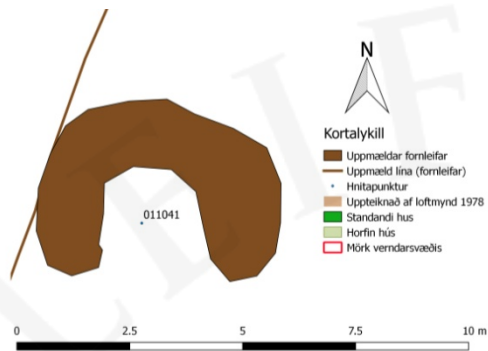 N
Kortalykill
Uppmældar fornleifar
Uppmæld lína (fornleifar)
Hnitapunktur
Uppteiknað af loftmynd 1978
Standandi hus
Horfin hús
Mörk verndarsvæðis
011041
0 2.5 5 7.5 10 m